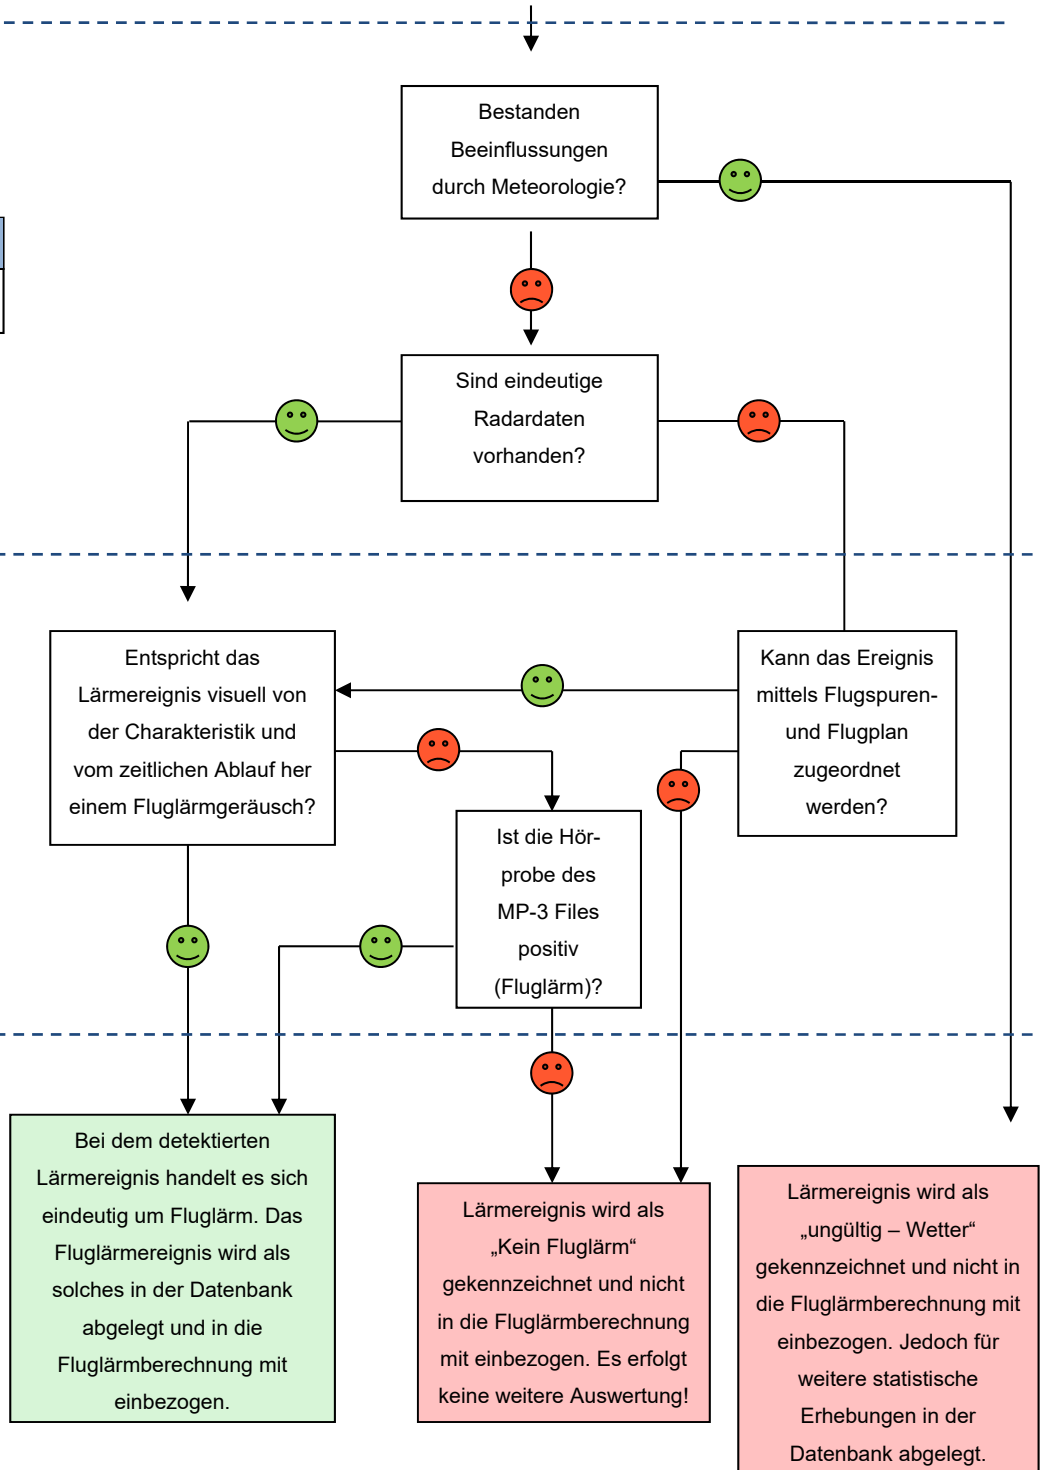 Bestanden
Beeinflussungen
durch Meteorologie?
Sind eindeutige
Radardaten
vorhanden?
Entspricht das
Lärmereignis visuell von
der Charakteristik und
vom zeitlichen Ablauf her
einem Fluglärmgeräusch?
Kann das Ereignis
mittels Flugspuren-
und Flugplan
zugeordnet
werden?
Ist die Hör-
probe des
MP-3 Files
positiv
(Fluglärm)?
Bei dem detektierten
Lärmereignis handelt es sich
eindeutig um Fluglärm. Das
Fluglärmereignis wird als
solches in der Datenbank
abgelegt und in die
Fluglärmberechnung mit
einbezogen.
Lärmereignis wird als
„Kein Fluglärm“
gekennzeichnet und nicht
in die Fluglärmberechnung
mit einbezogen. Es erfolgt
keine weitere Auswertung!
Lärmereignis wird als
„ungültig – Wetter“
gekennzeichnet und nicht in
die Fluglärmberechnung mit
einbezogen. Jedoch für
weitere statistische
Erhebungen in der
Datenbank abgelegt.